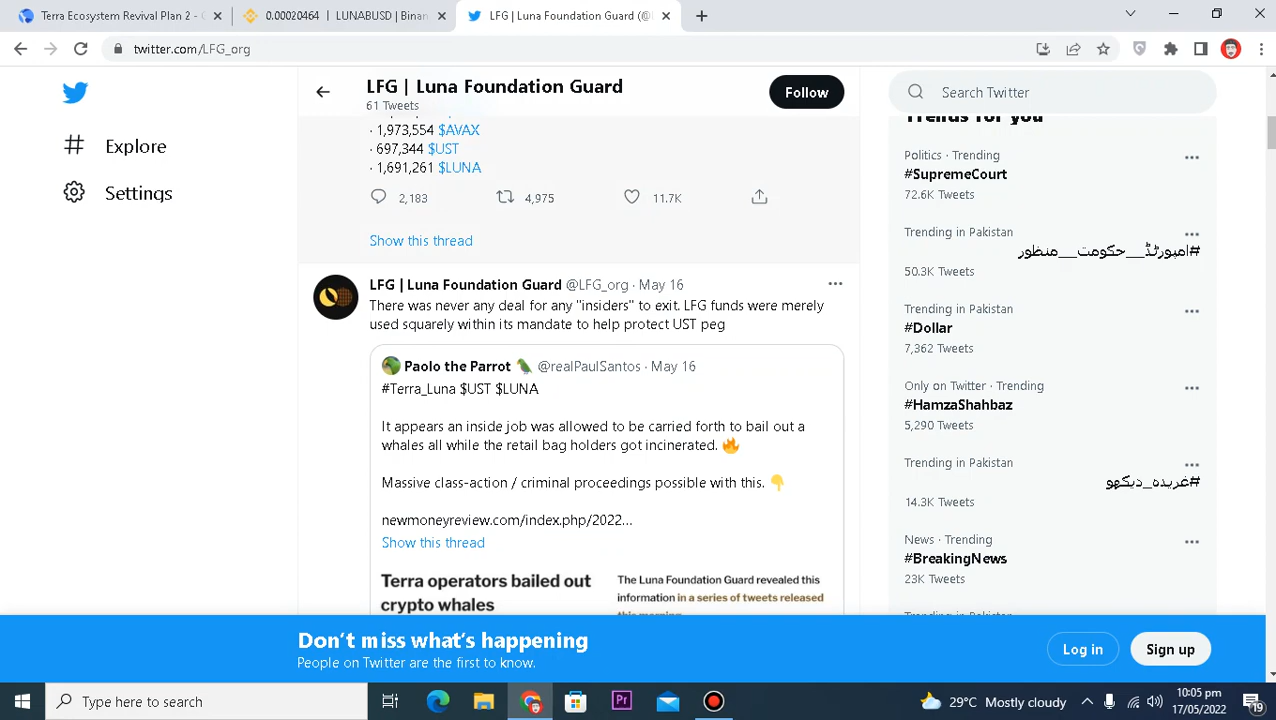 Terra Ecosystem Revival Plan 2 -
0.00020464 | LUNABUSD | Binan
LFG | Luna Foundation Guard (@
twitter.com/LFG_org
Explore
Settings
LFG | Luna Foundation Guard
61 Tweets
Follow
· 1,973,554 $AVAX
· 697,344 $UST
· 1,691,261 $LUNA
2,183
4,975
11.7K
Show this thread
LFG | Luna Foundation Guard @LFG_org · May 16
There was never any deal for any "insiders" to exit. LFG funds were merely
used squarely within its mandate to help protect UST peg
Paolo the Parrot 🦜 @realPaulSantos · May 16
#Terra_Luna $UST $LUNA
It appears an inside job was allowed to be carried forth to bail out a
whales all while the retail bag holders got incinerated. 🔥
Massive class-action / criminal proceedings possible with this. 👇
newmoneyreview.com/index.php/2022...
Show this thread
Terra operators bailed out
crypto whales
The Luna Foundation Guard revealed this
information in a series of tweets released
this morning
Search Twitter
Trends for you
Politics · Trending
#SupremeCourt
72.6K Tweets
Trending in Pakistan
#امپورٹڈ__حکومت__منظور
50.3K Tweets
Trending in Pakistan
#Dollar
7,362 Tweets
Only on Twitter · Trending
#HamzaShahbaz
5,290 Tweets
Trending in Pakistan
#غریدہ_دیکھو
14.3K Tweets
News · Trending
#BreakingNews
23K Tweets
Don't miss what's happening
People on Twitter are the first to know.
Log in
Sign up
Type here to search
Pr
29°C Mostly cloudy
10:05 pm
17/05/2022
19